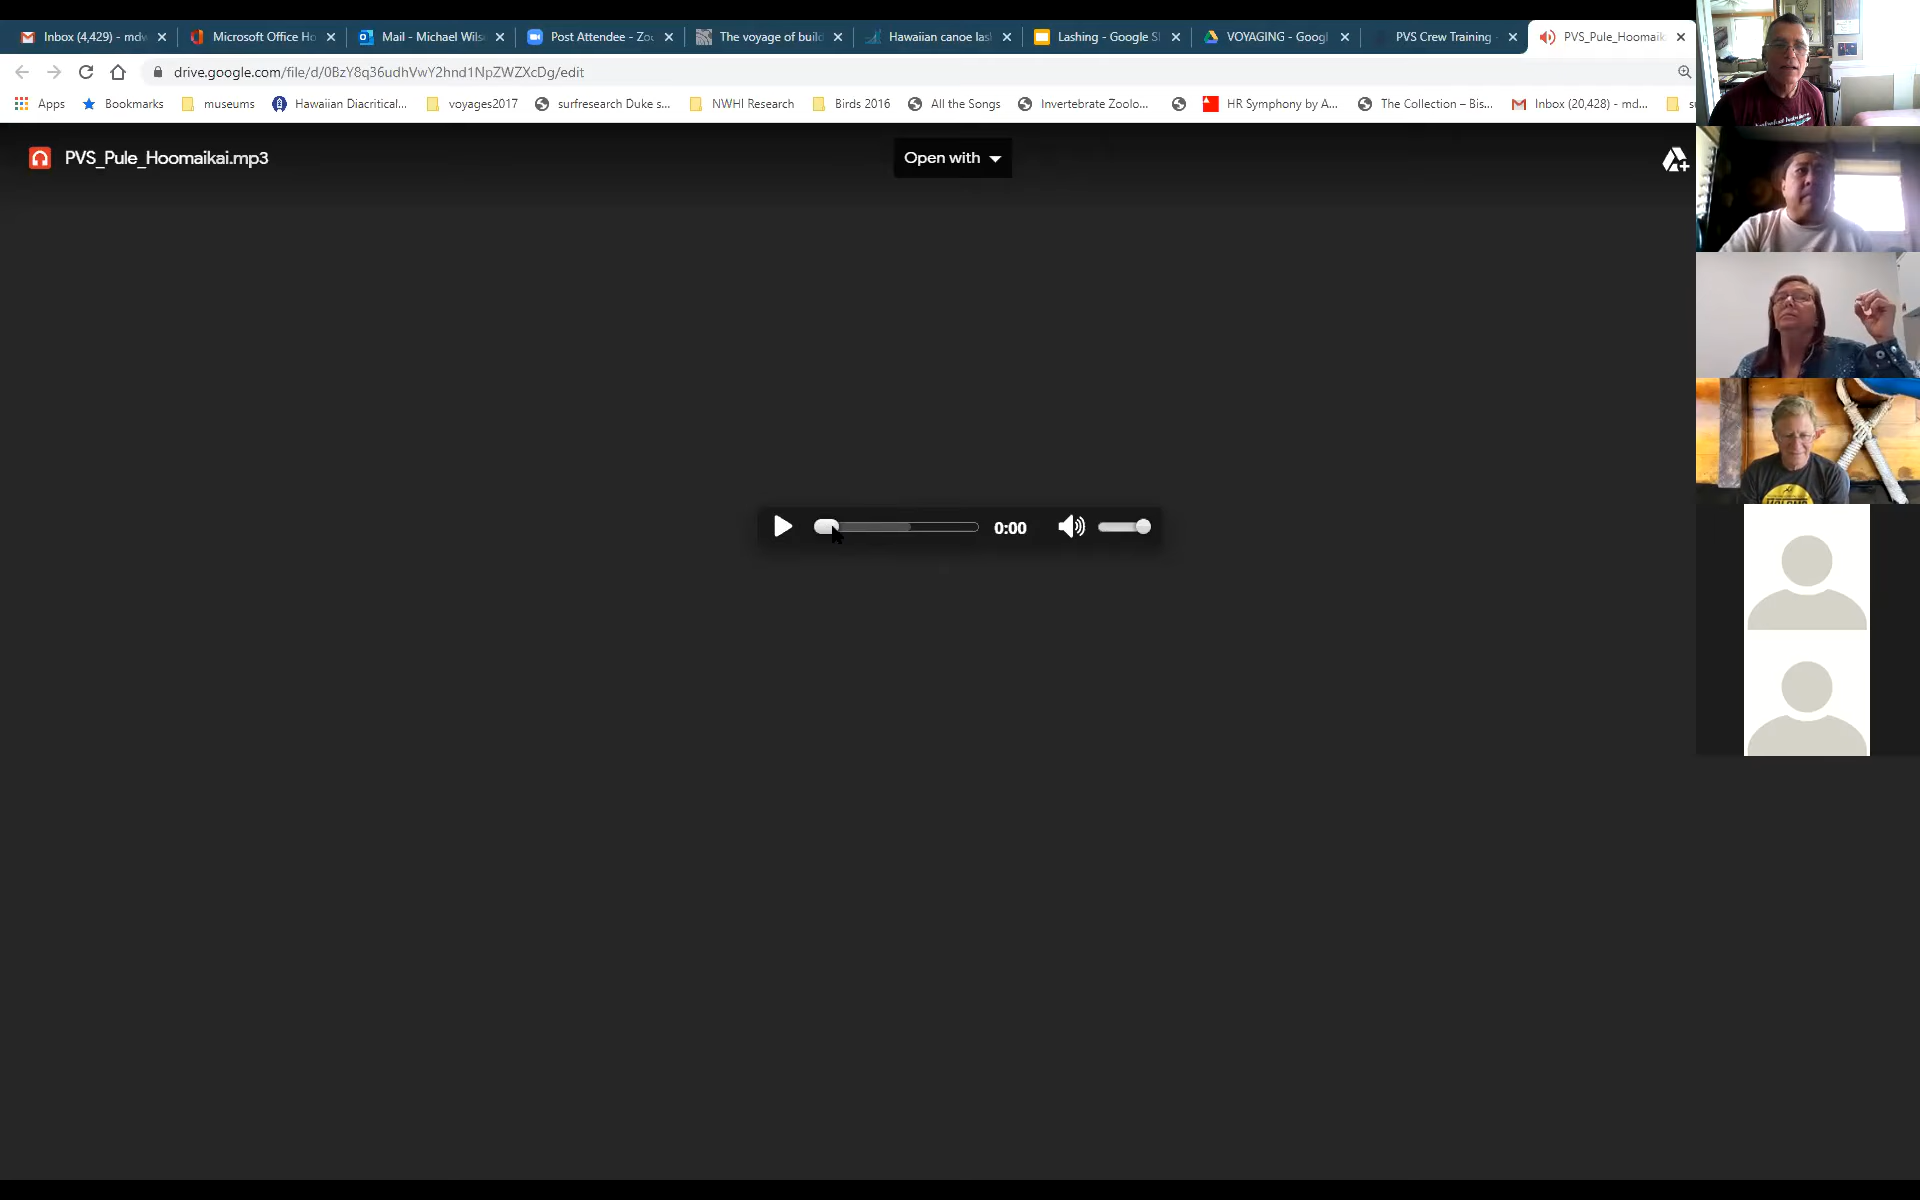 Inbox (4,429) - mdw
Microsoft Office Ho
Mail - Michael Wils
Post Attendee - Zo
The voyage of build
Hawaiian canoe las
Lashing - Google S
VOYAGING - Googl
PVS Crew Training -
PVS_Pule_Hoomaik
drive.google.com/file/d/0BzY8q36udhVwY2hnd1NpZWZXcDg/edit
Apps
Bookmarks
museums
Hawaiian Diacritical...
voyages2017
surfresearch Duke s...
NWHI Research
Birds 2016
All the Songs
Invertebrate Zoolo...
HR Symphony by A...
The Collection – Bis...
Inbox (20,428) - md...
PVS_Pule_Hoomaikai.mp3
Open with
0:00